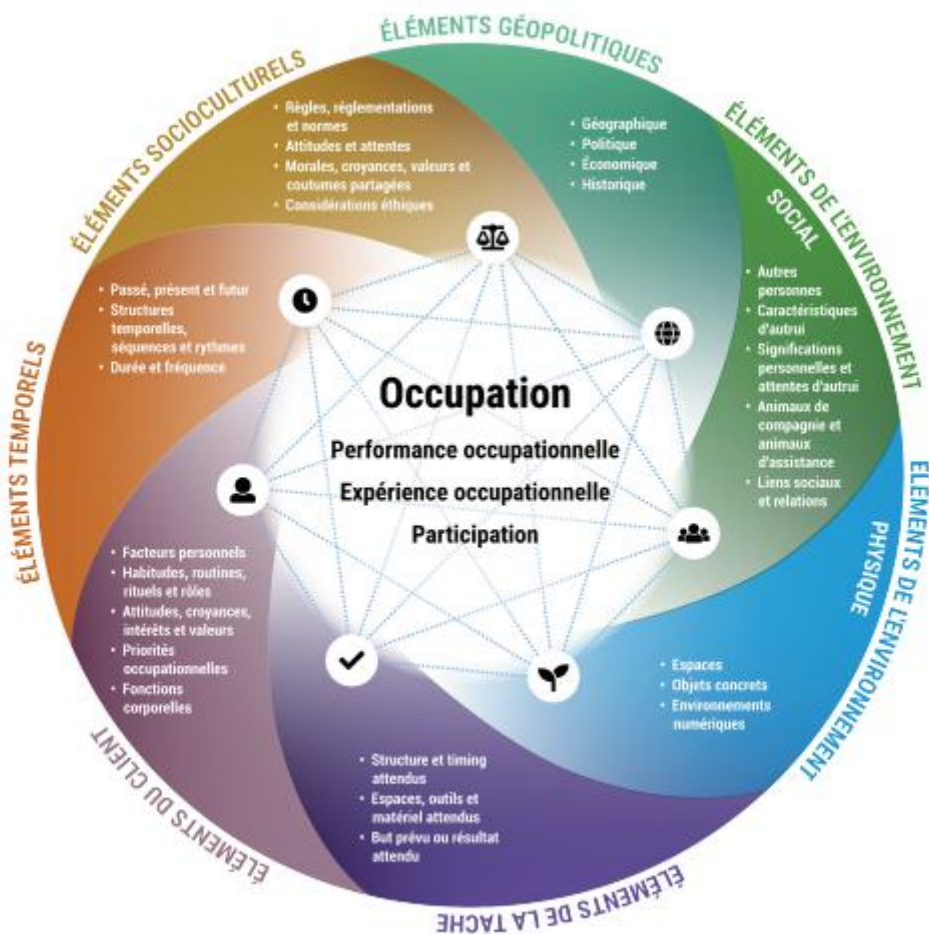 ÉLÉMENTS GÉOPOLITIQUES
• Géographique
• Politique
• Économique
• Historique
ÉLÉMENTS DE L'ENVIRONNEMENT
SOCIAL
• Autres
personnes
• Caractéristiques
d'autrui
• Significations
personnelles et
attentes d'autrui
• Animaux de
compagnie et
animaux
d'assistance
• Liens sociaux
et relations
ÉLÉMENTS DE L'ENVIRONNEMENT
PHYSIQUE
• Espaces
• Objets concrets
• Environnements
numériques
ÉLÉMENTS DE LA TACHE
• Structure et timing
attendus
• Espaces, outils et
matériel attendus
• But prévu ou résultat
attendu
ÉLÉMENTS DU CLIENT
• Facteurs personnels
• Habitudes, routines,
rituels et rôles
• Attitudes, croyances,
intérêts et valeurs
• Priorités
occupationnelles
• Fonctions
corporelles
ÉLÉMENTS TEMPORELS
• Passé, présent et futur
• Structures
temporelles,
séquences et rythmes
• Durée et fréquence
ÉLÉMENTS SOCIOCULTURELS
• Règles, réglementations
et normes
• Attitudes et attentes
• Morales, croyances, valeurs et
coutumes partagées
• Considérations éthiques
Occupation
Performance occupationnelle
Expérience occupationnelle
Participation